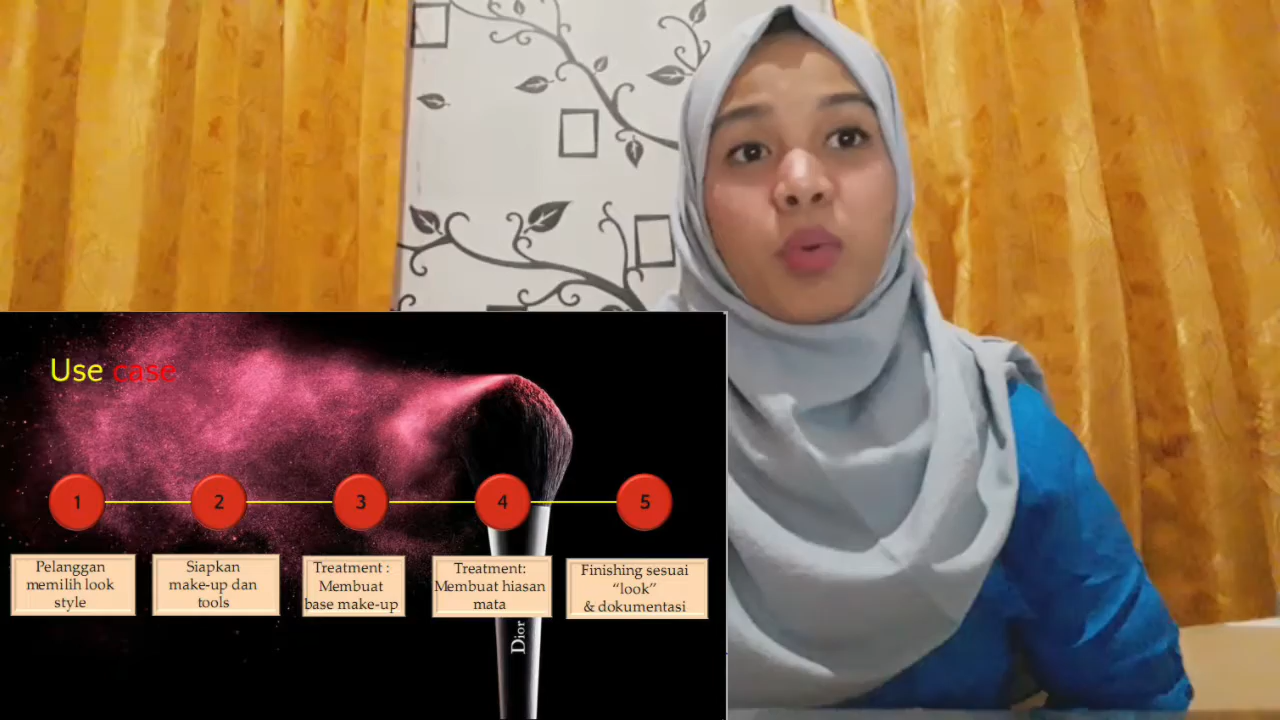 Use case
1 2 3 4 5
Pelanggan
memilih look
style
Siapkan
make-up dan
tools
Treatment :
Membuat
base make-up
Treatment:
Membuat hiasan
mata
Finishing sesuai
“look”
& dokumentasi
Dior